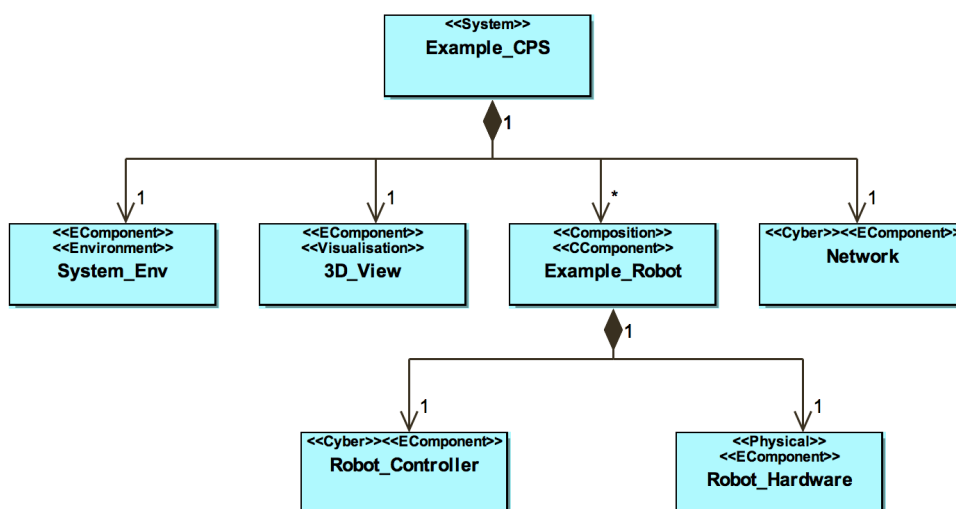 <<System>>
Example_CPS
1
1
1
*
1
<<EComponent>>
<<Environment>>
System_Env
<<EComponent>>
<<Visualisation>>
3D_View
<<Composition>>
<<CComponent>>
Example_Robot
<<Cyber>><<EComponent>>
Network
1
1
1
<<Cyber>><<EComponent>>
Robot_Controller
<<Physical>>
<<EComponent>>
Robot_Hardware